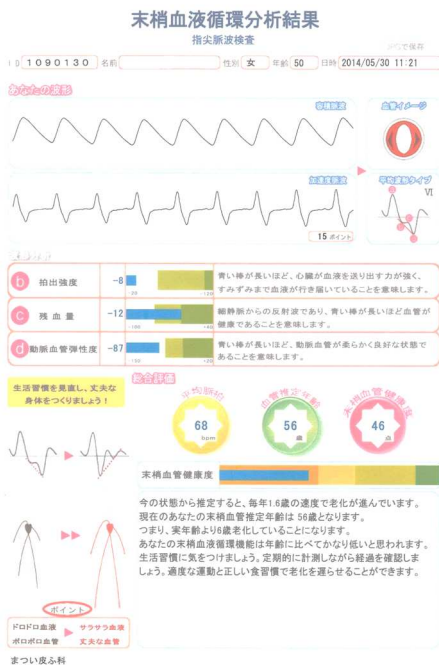 末梢血液循環分析結果
指尖脈波検査
で保存
ID 1090130 名前 性別 女 年齢 50 日時 2014/05/30 11:21
あなたの波形
容積脈波 血管イメージ
加速度脈波 平均波形タイプ
VI
15 ポイント
b 拍出強度 -8 青い棒が長いほど、心臓が血液を送り出す力が強く、
すみずみまで血液が行き届いていることを意味します。
c 残血量 -12 細静脈からの反射波であり、青い棒が長いほど血管が
健康であることを意味します。
d 動脈血管弾性度 -87 青い棒が長いほど、動脈血管が柔らかく良好な状態で
あることを意味します。
生活習慣を見直し、丈夫な
身体をつくりましょう！
総合評価
平均脈拍 血管推定年齢 末梢血管健康度
68 56 46
bpm 歳 点
末梢血管健康度
今の状態から推定すると、毎年1.6歳の速度で老化が進んでいます。
現在のあなたの末梢血管推定年齢は 56歳となります。
つまり、実年齢より6歳老化していることになります。
あなたの末梢血液循環機能は年齢に比べてかなり低いと思われます。
生活習慣に気をつけましょう。定期的に計測しながら経過を確認しま
しょう。適度な運動と正しい食習慣で老化を遅らせることができます。
ポイント
ドロドロ血液 サラサラ血液
ボロボロ血管 丈夫な血管
まつい皮ふ科